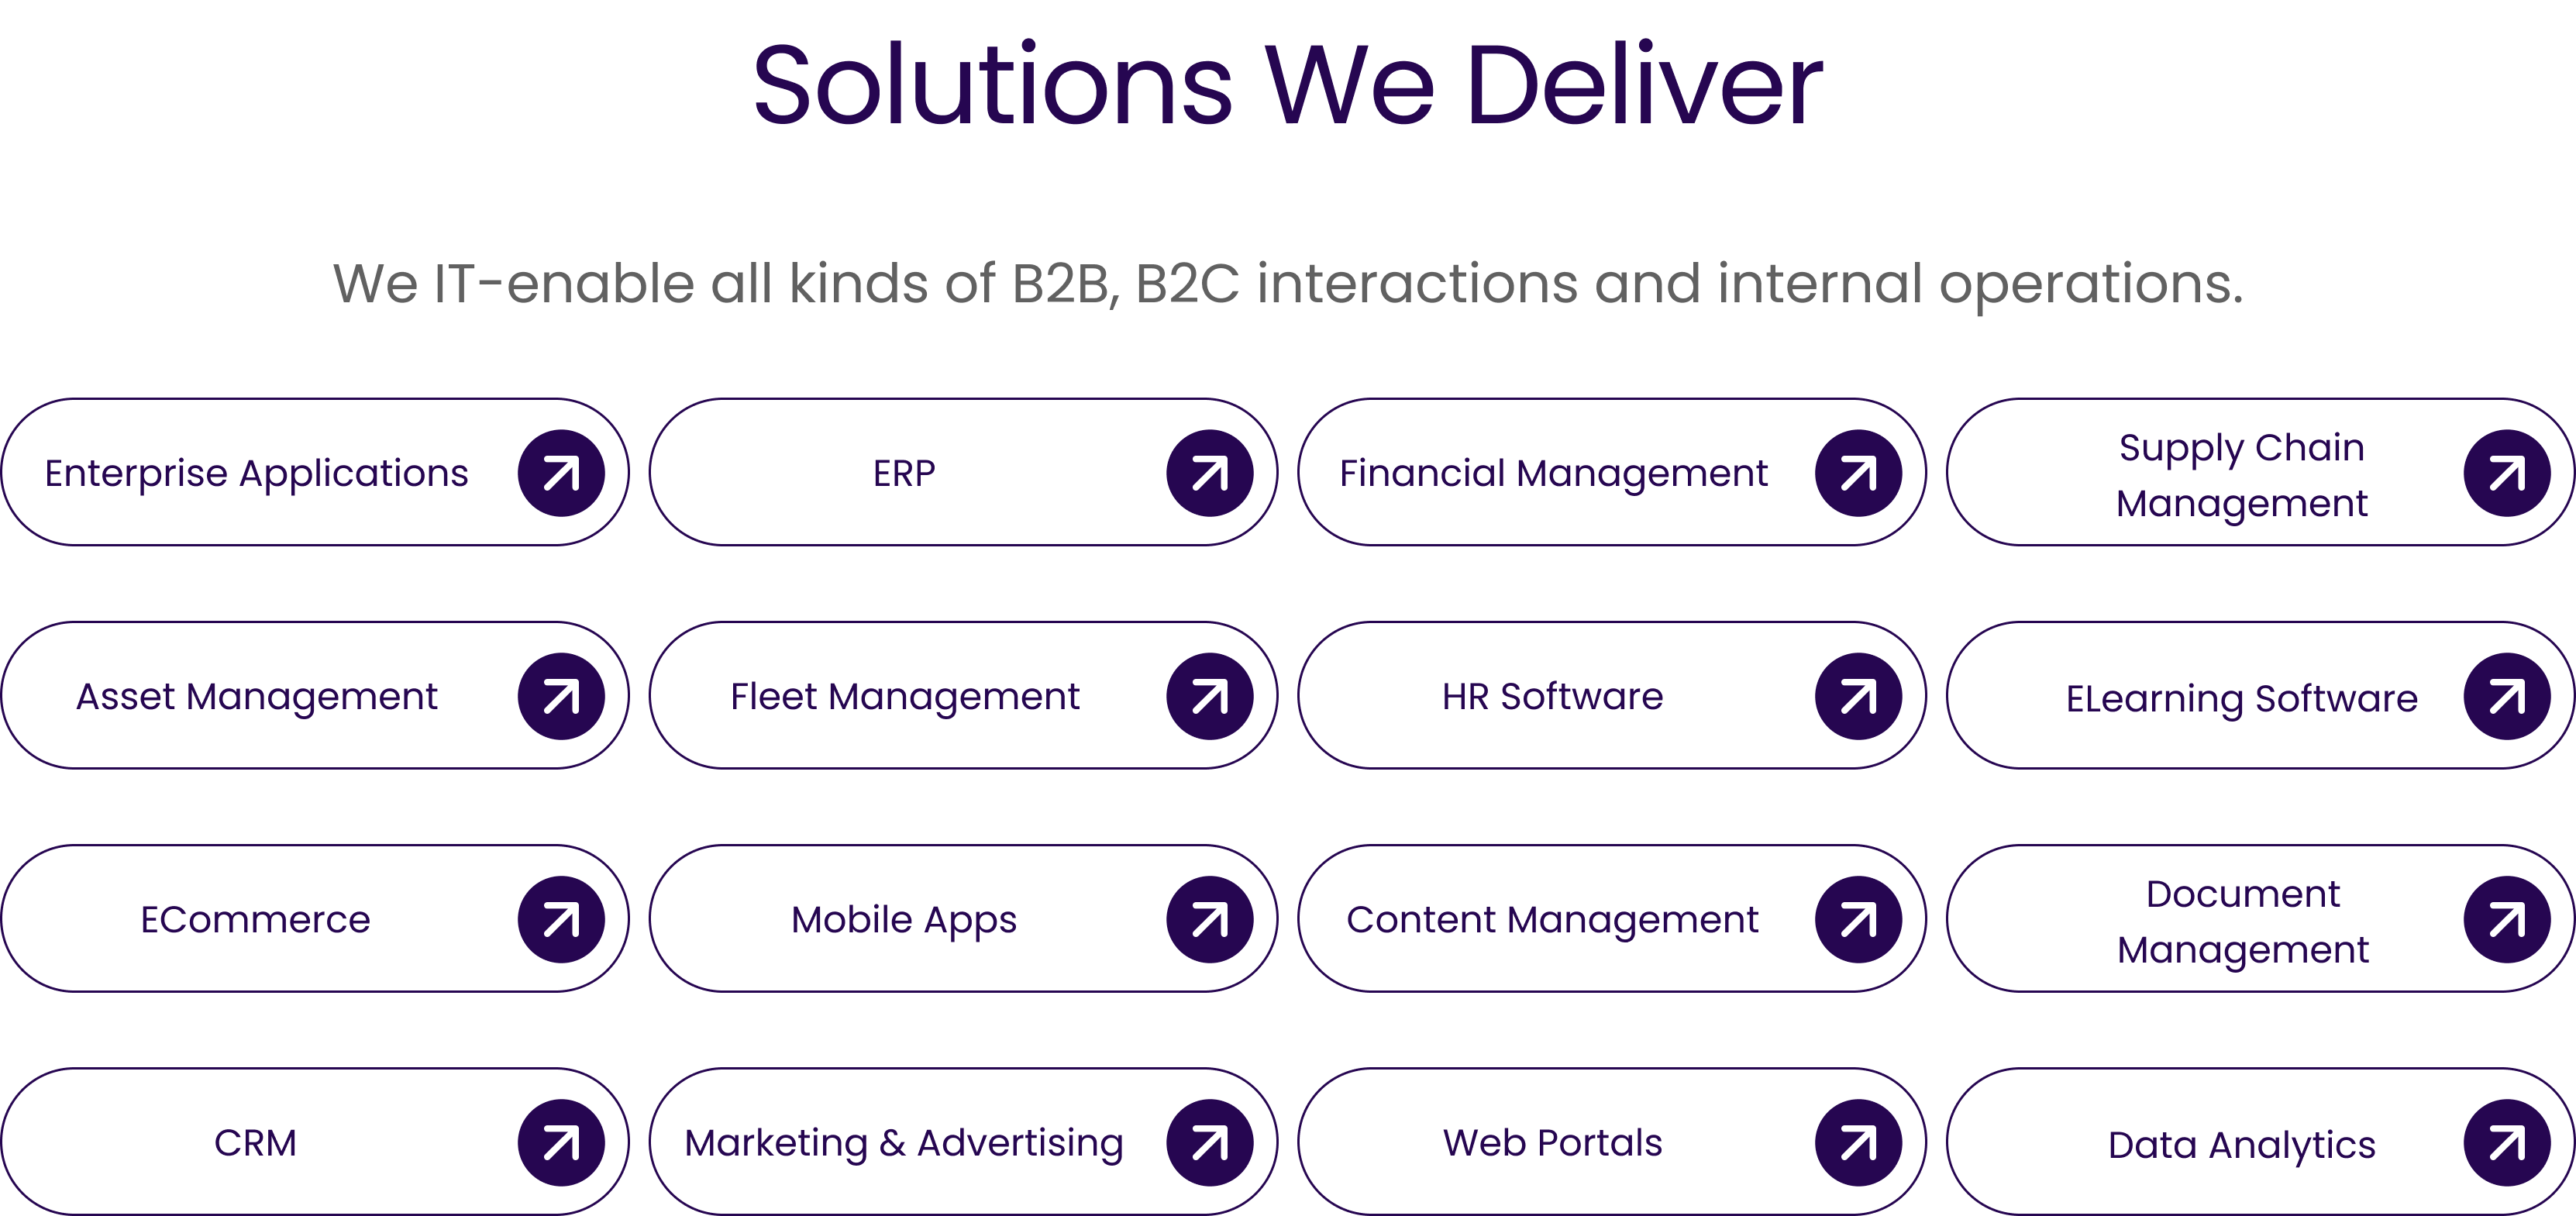 Solutions We Deliver
We IT-enable all kinds of B2B, B2C interactions and internal operations.
Enterprise Applications
ERP
Financial Management
Supply Chain
Management
Asset Management
Fleet Management
HR Software
ELearning Software
ECommerce
Mobile Apps
Content Management
Document
Management
CRM
Marketing & Advertising
Web Portals
Data Analytics